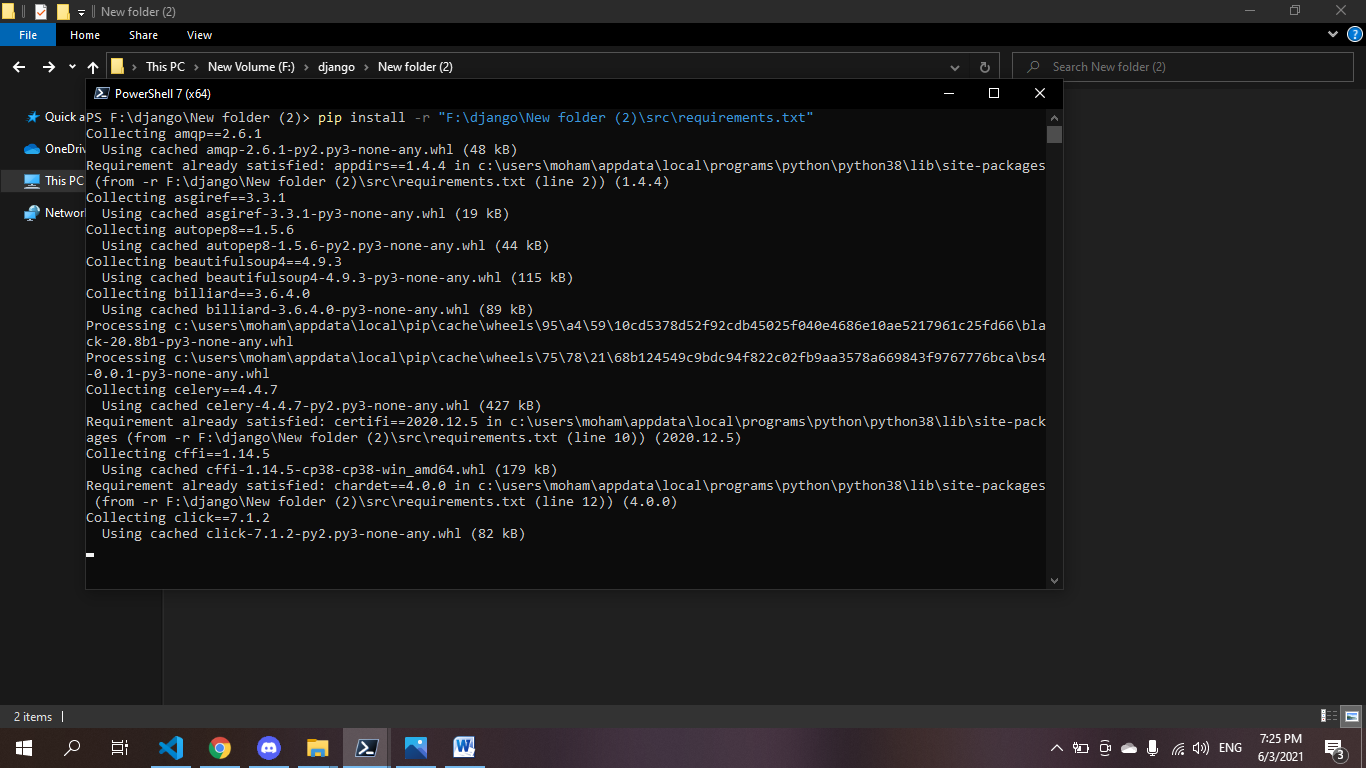 New folder (2)
File Home Share View
This PC New Volume (F:) django New folder (2) Search New folder (2)
PowerShell 7 (x64)
Quick a
OneDriv
This PC
Networ
PS F:\django\New folder (2)> pip install -r "F:\django\New folder (2)\src\requirements.txt"
Collecting amqp==2.6.1
  Using cached amqp-2.6.1-py2.py3-none-any.whl (48 kB)
Requirement already satisfied: appdirs==1.4.4 in c:\users\moham\appdata\local\programs\python\python38\lib\site-packages
 (from -r F:\django\New folder (2)\src\requirements.txt (line 2)) (1.4.4)
Collecting asgiref==3.3.1
  Using cached asgiref-3.3.1-py3-none-any.whl (19 kB)
Collecting autopep8==1.5.6
  Using cached autopep8-1.5.6-py2.py3-none-any.whl (44 kB)
Collecting beautifulsoup4==4.9.3
  Using cached beautifulsoup4-4.9.3-py3-none-any.whl (115 kB)
Collecting billiard==3.6.4.0
  Using cached billiard-3.6.4.0-py3-none-any.whl (89 kB)
Processing c:\users\moham\appdata\local\pip\cache\wheels\95\a4\59\10cd5378d52f92cdb45025f040e4686e10ae5217961c25fd66\bla
ck-20.8b1-py3-none-any.whl
Processing c:\users\moham\appdata\local\pip\cache\wheels\75\78\21\68b124549c9bdc94f822c02fb9aa3578a669843f9767776bca\bs4
-0.0.1-py3-none-any.whl
Collecting celery==4.4.7
  Using cached celery-4.4.7-py2.py3-none-any.whl (427 kB)
Requirement already satisfied: certifi==2020.12.5 in c:\users\moham\appdata\local\programs\python\python38\lib\site-pack
ages (from -r F:\django\New folder (2)\src\requirements.txt (line 10)) (2020.12.5)
Collecting cffi==1.14.5
  Using cached cffi-1.14.5-cp38-cp38-win_amd64.whl (179 kB)
Requirement already satisfied: chardet==4.0.0 in c:\users\moham\appdata\local\programs\python\python38\lib\site-packages
 (from -r F:\django\New folder (2)\src\requirements.txt (line 12)) (4.0.0)
Collecting click==7.1.2
  Using cached click-7.1.2-py2.py3-none-any.whl (82 kB)
2 items
ENG
7:25 PM
6/3/2021
3